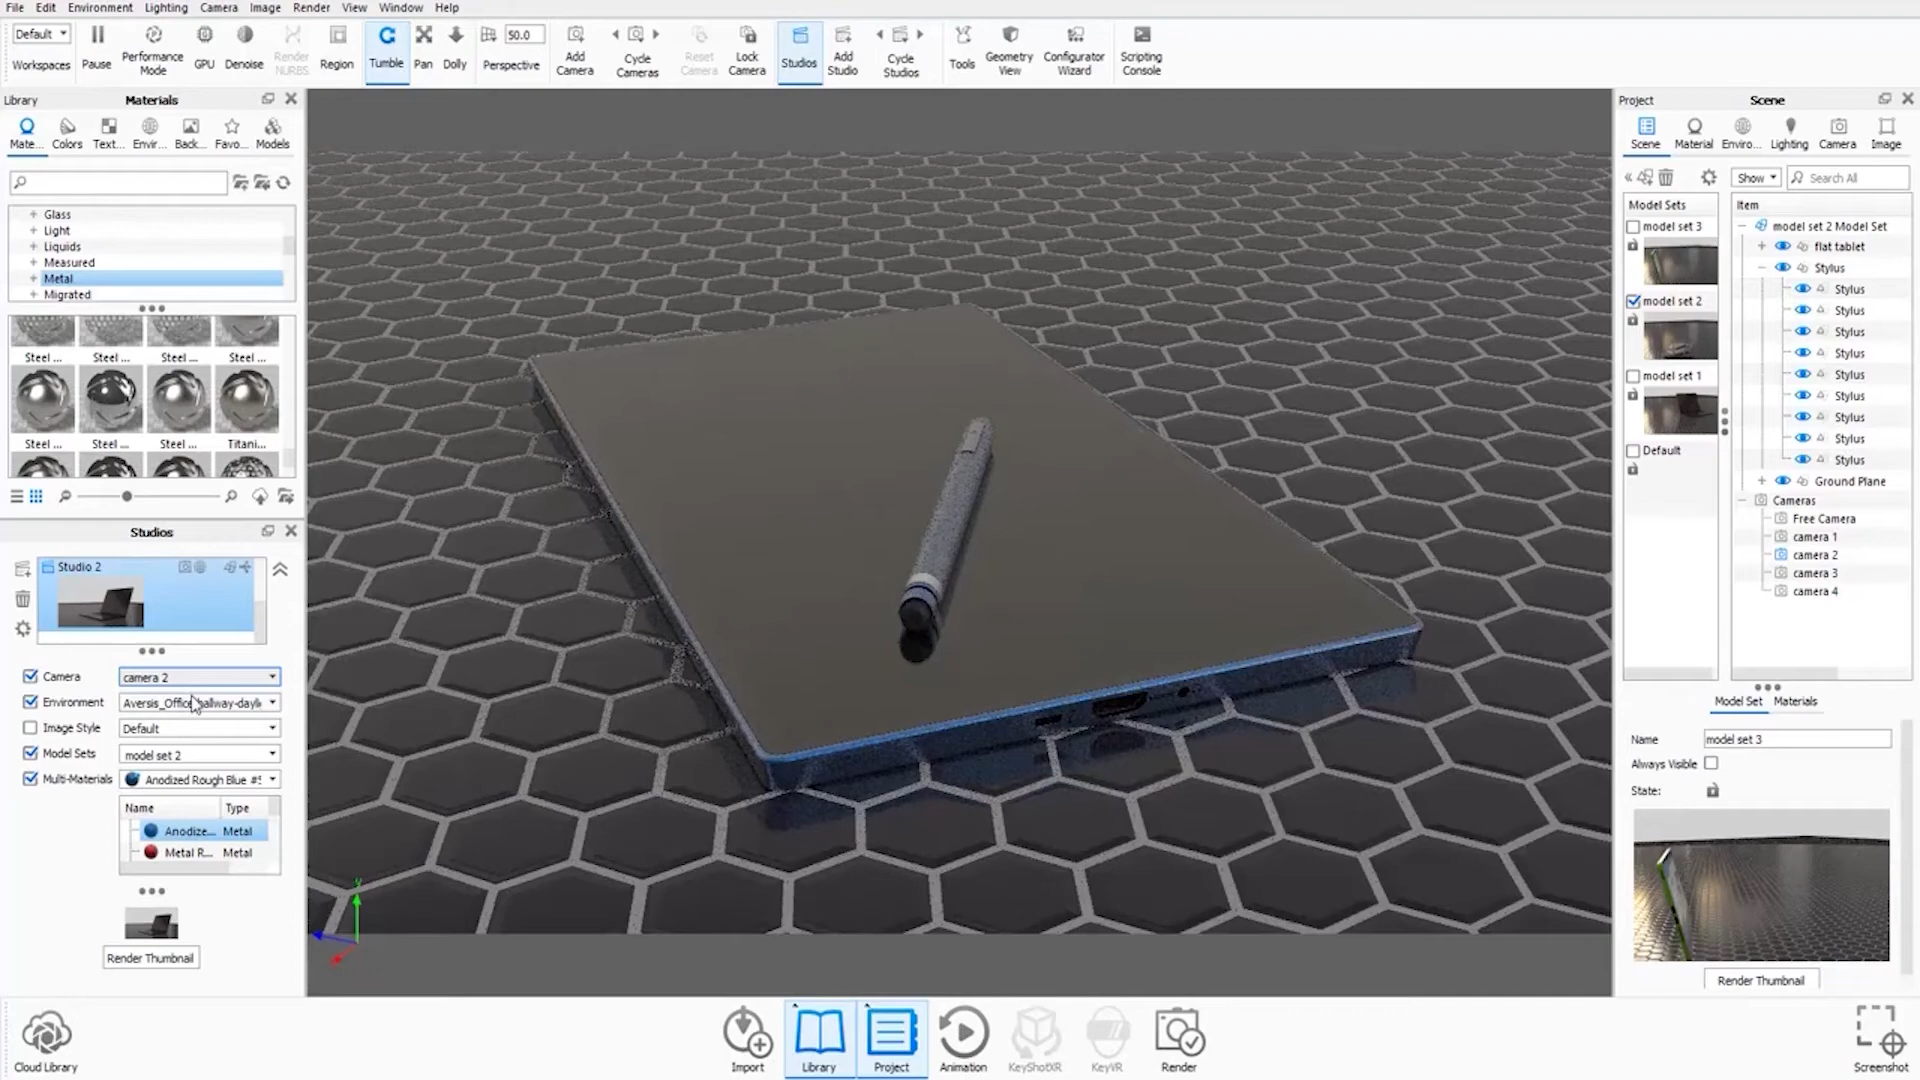 File Edit Environment Lighting Camera Image Render View Window Help
Default 50.0
Workspaces Pause Performance Mode GPU Denoise Render NURBS Region Tumble Pan Dolly Perspective Add Camera Cycle Cameras Reset Camera Lock Camera Studios Add Studio Cycle Studios Tools Geometry View Configurator Wizard Scripting Console
Library Materials
Mate... Colors Text... Envir... Back... Favo... Models
Glass
Light
Liquids
Measured
Metal
Migrated
Steel ... Steel ... Steel ... Steel ...
Steel ... Steel ... Steel ... Titani...
Studios
Studio 2
Camera camera 2
Environment Aversis_Office-hallway-dayli
Image Style Default
Model Sets model set 2
Multi-Materials Anodized Rough Blue #5
Name Type
Anodize... Metal
Metal R... Metal
Render Thumbnail
Project Scene
Scene Material Enviro... Lighting Camera Image
Show Search All
Model Sets
model set 3
model set 2
model set 1
Default
Item
model set 2 Model Set
flat tablet
Stylus
Stylus
Stylus
Stylus
Stylus
Stylus
Stylus
Stylus
Stylus
Stylus
Ground Plane
Cameras
Free Camera
camera 1
camera 2
camera 3
camera 4
Model Set Materials
Name model set 3
Always Visible
State:
Render Thumbnail
Cloud Library Import Library Project Animation KeyShotXR KeyVR Render Screenshot